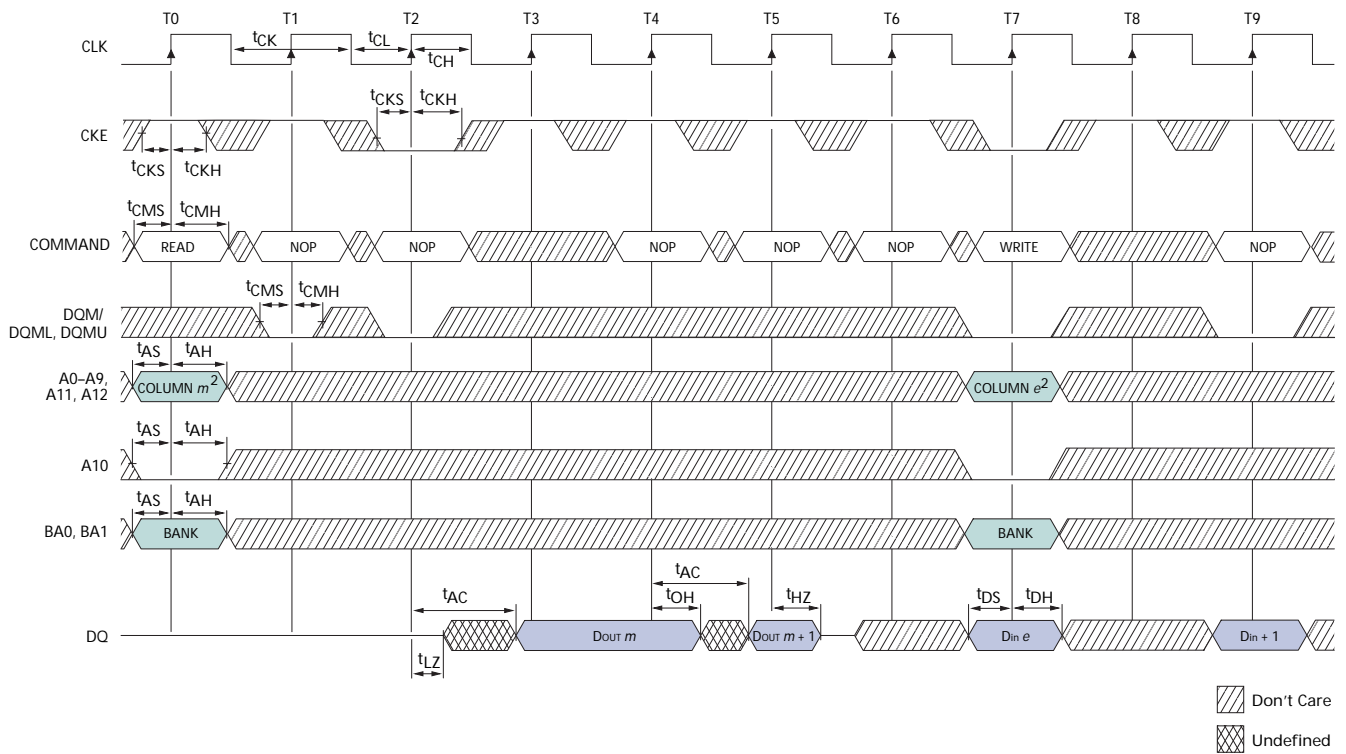 T0 T1 T2 T3 T4 T5 T6 T7 T8 T9
CLK
tCK tCL
tCH
tCKS tCKH
CKE
tCKS tCKH
tCMS tCMH
COMMAND READ NOP NOP NOP NOP NOP WRITE NOP
tCMS tCMH
DQM/
DQML, DQMU
tAS tAH
A0–A9,
A11, A12
COLUMN m2 COLUMN e2
tAS tAH
A10
tAS tAH
BA0, BA1 BANK BANK
tAC
tAC tOH tHZ tDS tDH
DQ DOUT m DOUT m + 1 Din e Din + 1
tLZ
Don't Care
Undefined